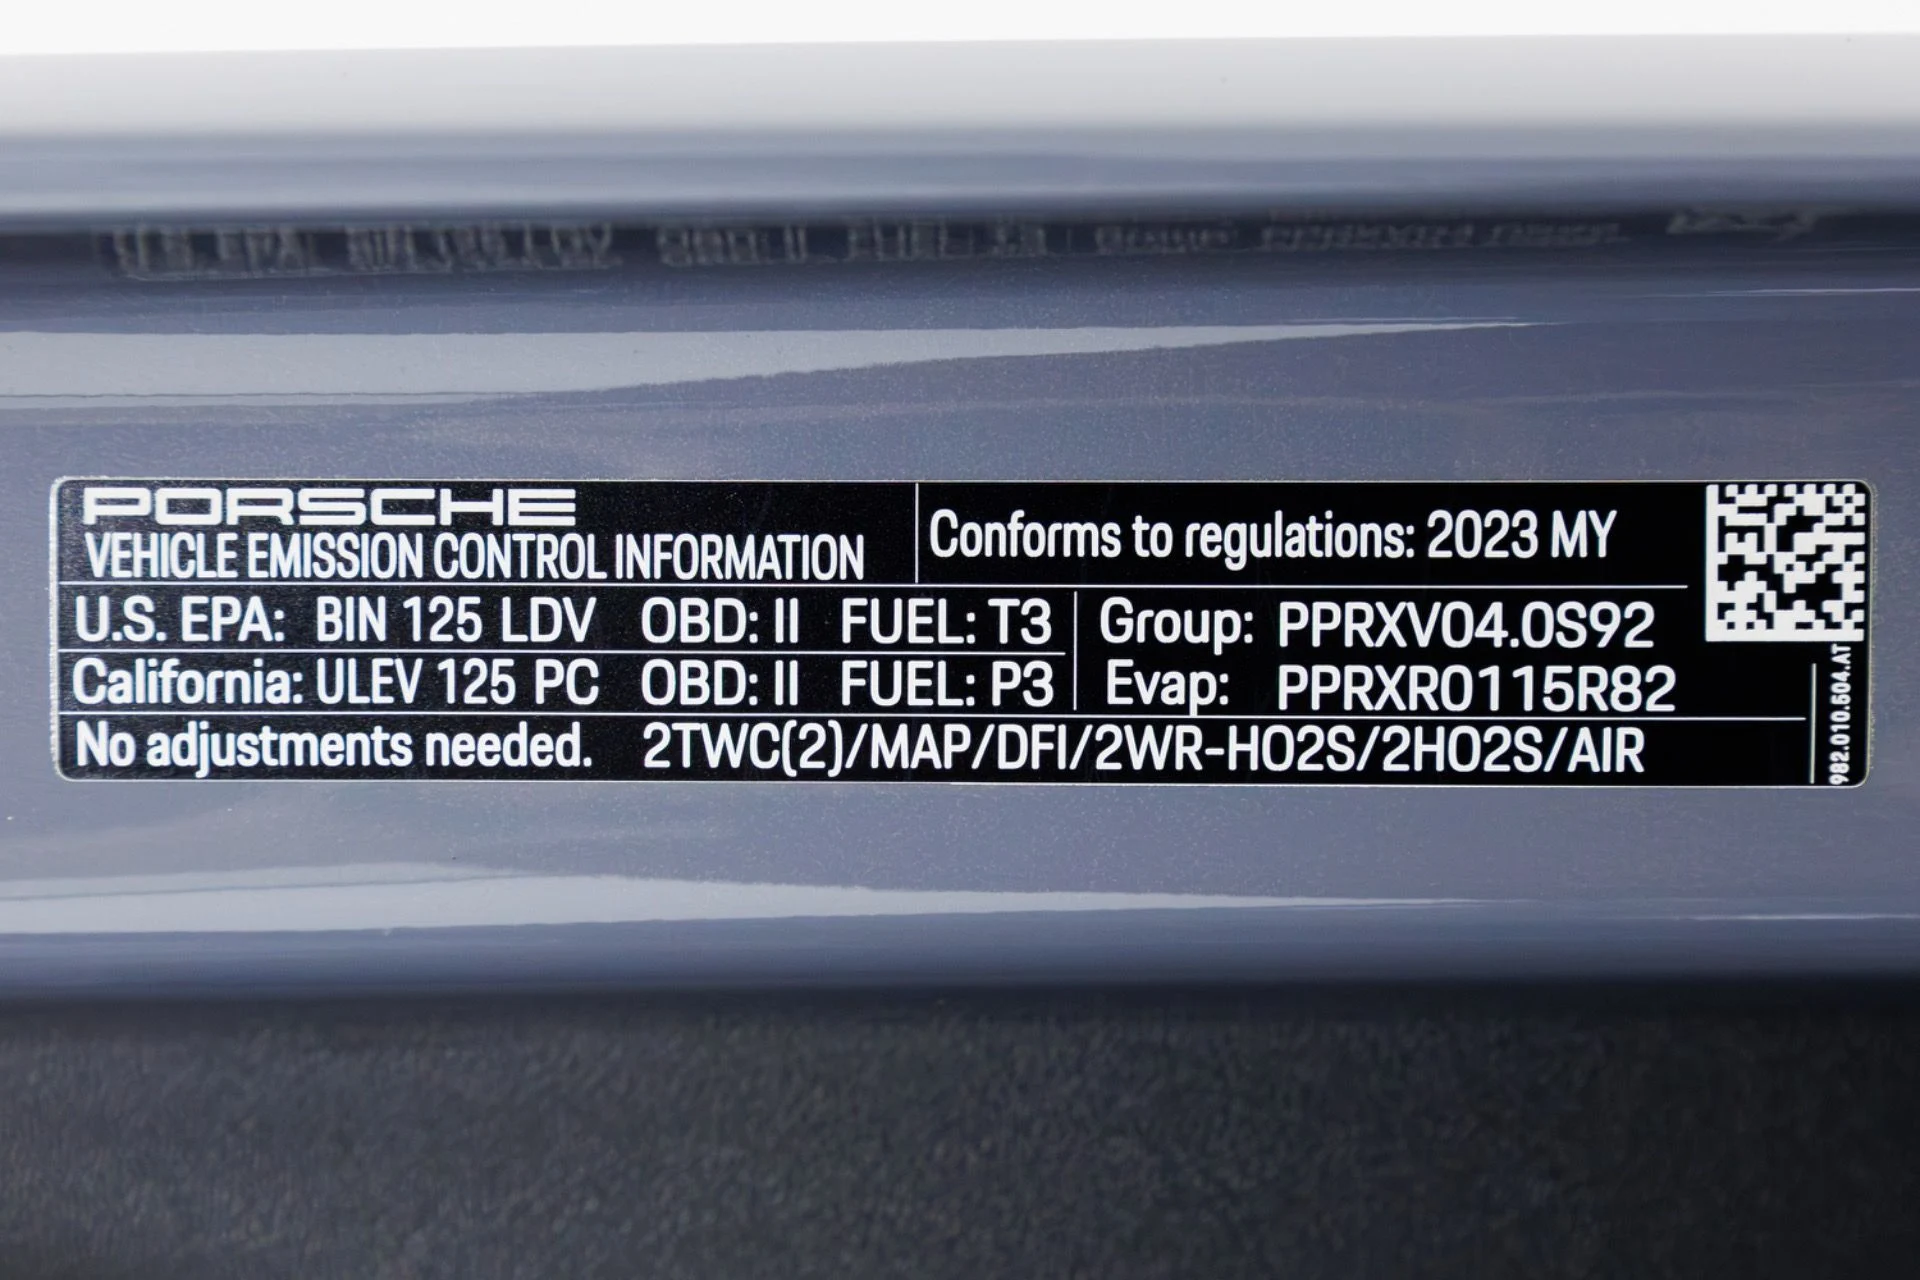 PORSCHE
VEHICLE EMISSION CONTROL INFORMATION
Conforms to regulations: 2023 MY
U.S. EPA: BIN 125 LDV OBD: II FUEL: T3
Group: PPRXV04.0S92
California: ULEV 125 PC OBD: II FUEL: P3
Evap: PPRXR0115R82
No adjustments needed. 2TWC(2)/MAP/DFI/2WR-HO2S/2HO2S/AIR
982.010.504.AT